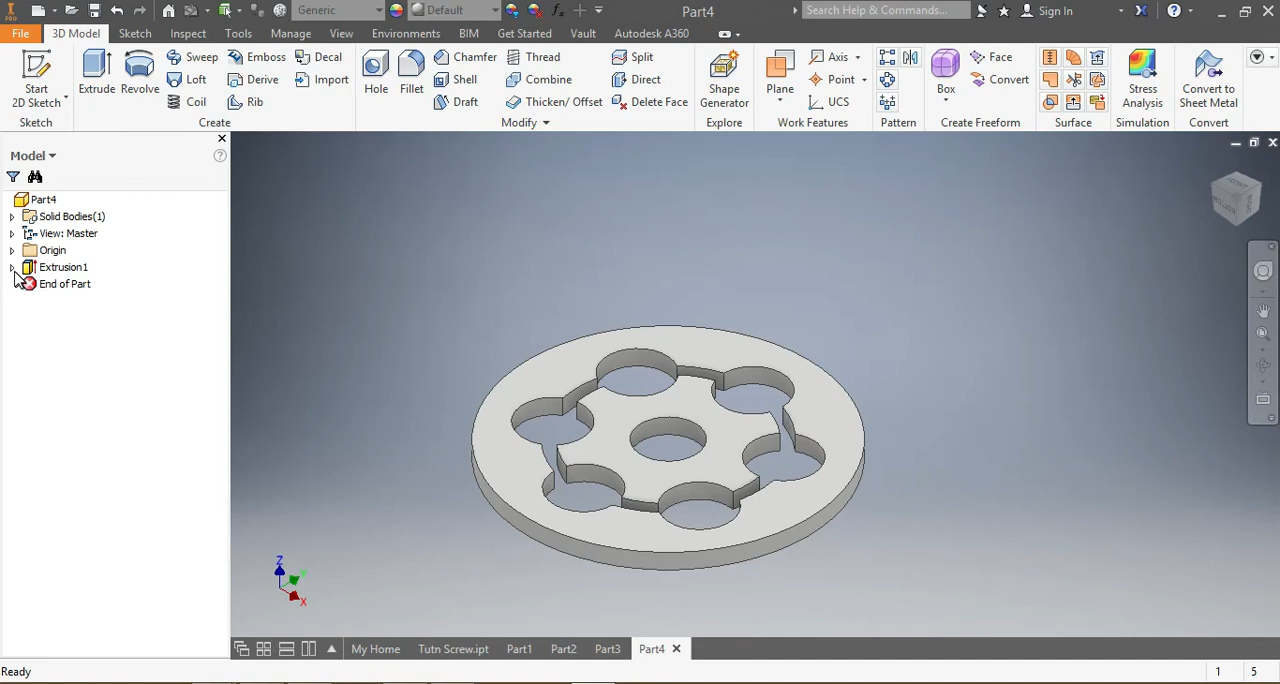 PRO
Generic
Default
Part4
Search Help & Commands...
Sign In
File
3D Model
Sketch
Inspect
Tools
Manage
View
Environments
BIM
Get Started
Vault
Autodesk A360
Start
2D Sketch
Sketch
Extrude
Revolve
Sweep
Loft
Coil
Emboss
Derive
Rib
Decal
Import
Create
Hole
Fillet
Chamfer
Shell
Draft
Thread
Combine
Thicken/ Offset
Split
Direct
Delete Face
Modify
Shape
Generator
Explore
Plane
Axis
Point
UCS
Work Features
Pattern
Box
Face
Convert
Create Freeform
Surface
Stress
Analysis
Simulation
Convert to
Sheet Metal
Convert
Model
Part4
Solid Bodies(1)
View: Master
Origin
Extrusion1
End of Part
Z
Y
X
My Home
Tutn Screw.ipt
Part1
Part2
Part3
Part4
Ready
1
5